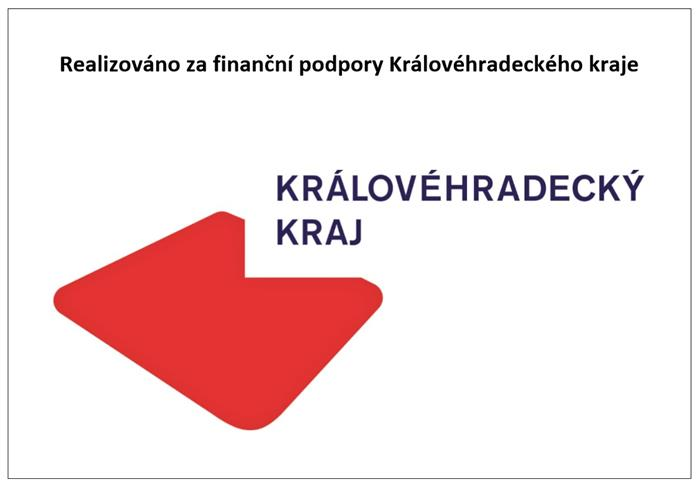 Realizováno za finanční podpory Královéhradeckého kraje
KRÁLOVÉHRADECKÝ
KRAJ